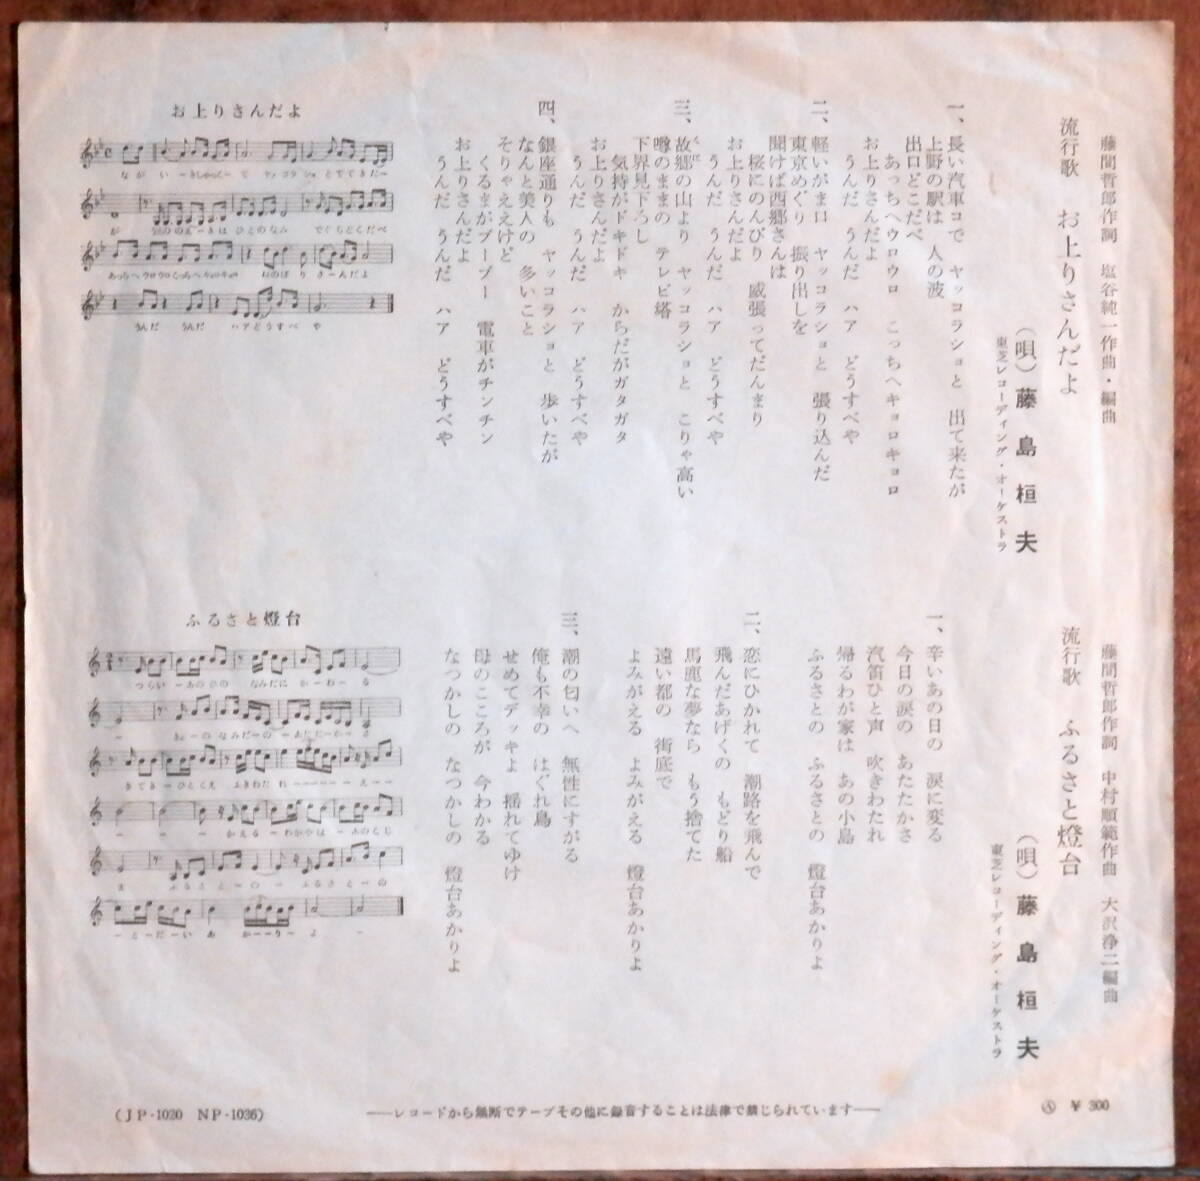 藤間哲郎作詞　塩谷純一作曲・編曲
流行歌　お上りさんだよ
(唄)　藤島桓夫
東芝レコーディング・オーケストラ
一、長い汽車コで　ヤッコラショと　出て来たが
上野の駅は　人の波
出口どこだべ
あっちへウロウロ　こっちへキョロキョロ
お上りさんだよ
うんだ　うんだ　ハア　どうすべや
二、軽いがま口　ヤッコラショと　張り込んだ
東京めぐり　振り出しを
聞けば西郷さんは
桜にのんびり　威張ってだんまり
お上りさんだよ
うんだ　うんだ　ハア　どうすべや
三、故郷の山より　ヤッコラショと　こりゃ高い
噂のままの　テレビ塔
下界見下ろし
気持がドキドキ　からだがガタガタ
お上りさんだよ
うんだ　うんだ　ハア　どうすべや
四、銀座通りも　ヤッコラショと　歩いたが
なんと美人の　多いこと
そりゃええけど
くるまがブーブー　電車がチンチン
お上りさんだよ
うんだ　うんだ　ハア　どうすべや
お上りさんだよ
うんだ　うんだ　ハアどうすべ　や
藤間哲郎作詞　中村順範作曲　大沢浄二編曲
流行歌　ふるさと燈台
(唄)　藤島桓夫
東芝レコーディング・オーケストラ
一、辛いあの日の　涙に変る
今日の涙の　あたたかさ
汽笛ひと声　吹きわたれ
帰るわが家は　あの小島
ふるさとの　ふるさとの　燈台あかりよ
二、恋にひかれて　潮路を飛んで
飛んだあげくの　もどり船
馬鹿な夢なら　もう捨てた
遠い都の　街底で
よみがえる　よみがえる　燈台あかりよ
三、潮の匂いへ　無性にすがる
俺も不幸の　はぐれ鳥
せめてデッキよ　揺れてゆけ
母のこころが　今わかる
なつかしの　なつかしの　燈台あかりよ
ふるさと燈台
(JP-1020　NP-1036)
――レコードから無断でテープその他に録音することは法律で禁じられています――
Ⓐ　￥300